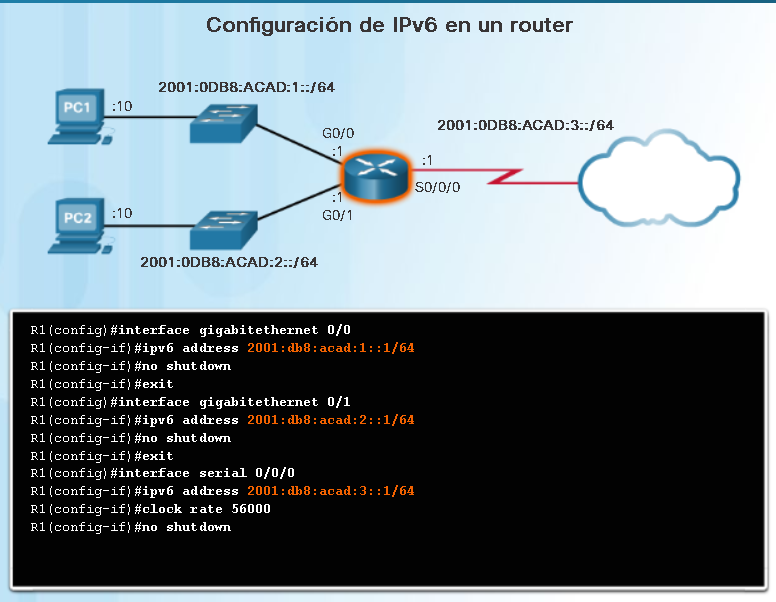 Configuración de IPv6 en un router
2001:0DB8:ACAD:1::/64
PC1
:10
G0/0
:1
2001:0DB8:ACAD:3::/64
:1
S0/0/0
PC2
:10
:1
G0/1
2001:0DB8:ACAD:2::/64
R1(config)#interface gigabitethernet 0/0
R1(config-if)#ipv6 address 2001:db8:acad:1::1/64
R1(config-if)#no shutdown
R1(config-if)#exit
R1(config)#interface gigabitethernet 0/1
R1(config-if)#ipv6 address 2001:db8:acad:2::1/64
R1(config-if)#no shutdown
R1(config-if)#exit
R1(config)#interface serial 0/0/0
R1(config-if)#ipv6 address 2001:db8:acad:3::1/64
R1(config-if)#clock rate 56000
R1(config-if)#no shutdown